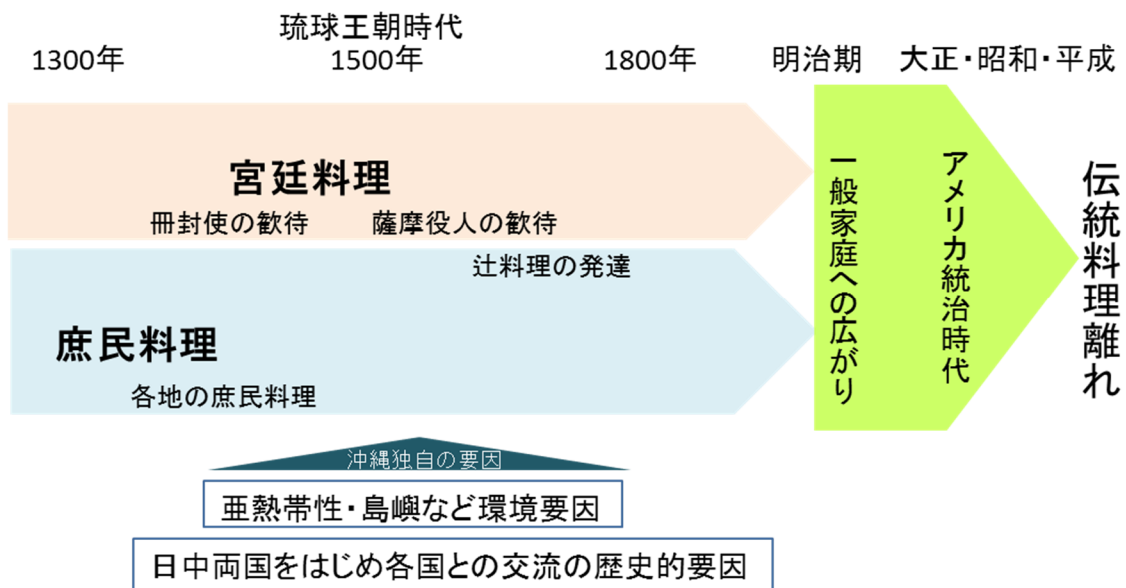 琉球王朝時代
1300年
1500年
1800年
明治期
大正・昭和・平成
宮廷料理
冊封使の歓待
薩摩役人の歓待
辻料理の発達
庶民料理
各地の庶民料理
一般家庭への広がり
アメリカ統治時代
伝統料理離れ
沖縄独自の要因
亜熱帯性・島嶼など環境要因
日中両国をはじめ各国との交流の歴史的要因